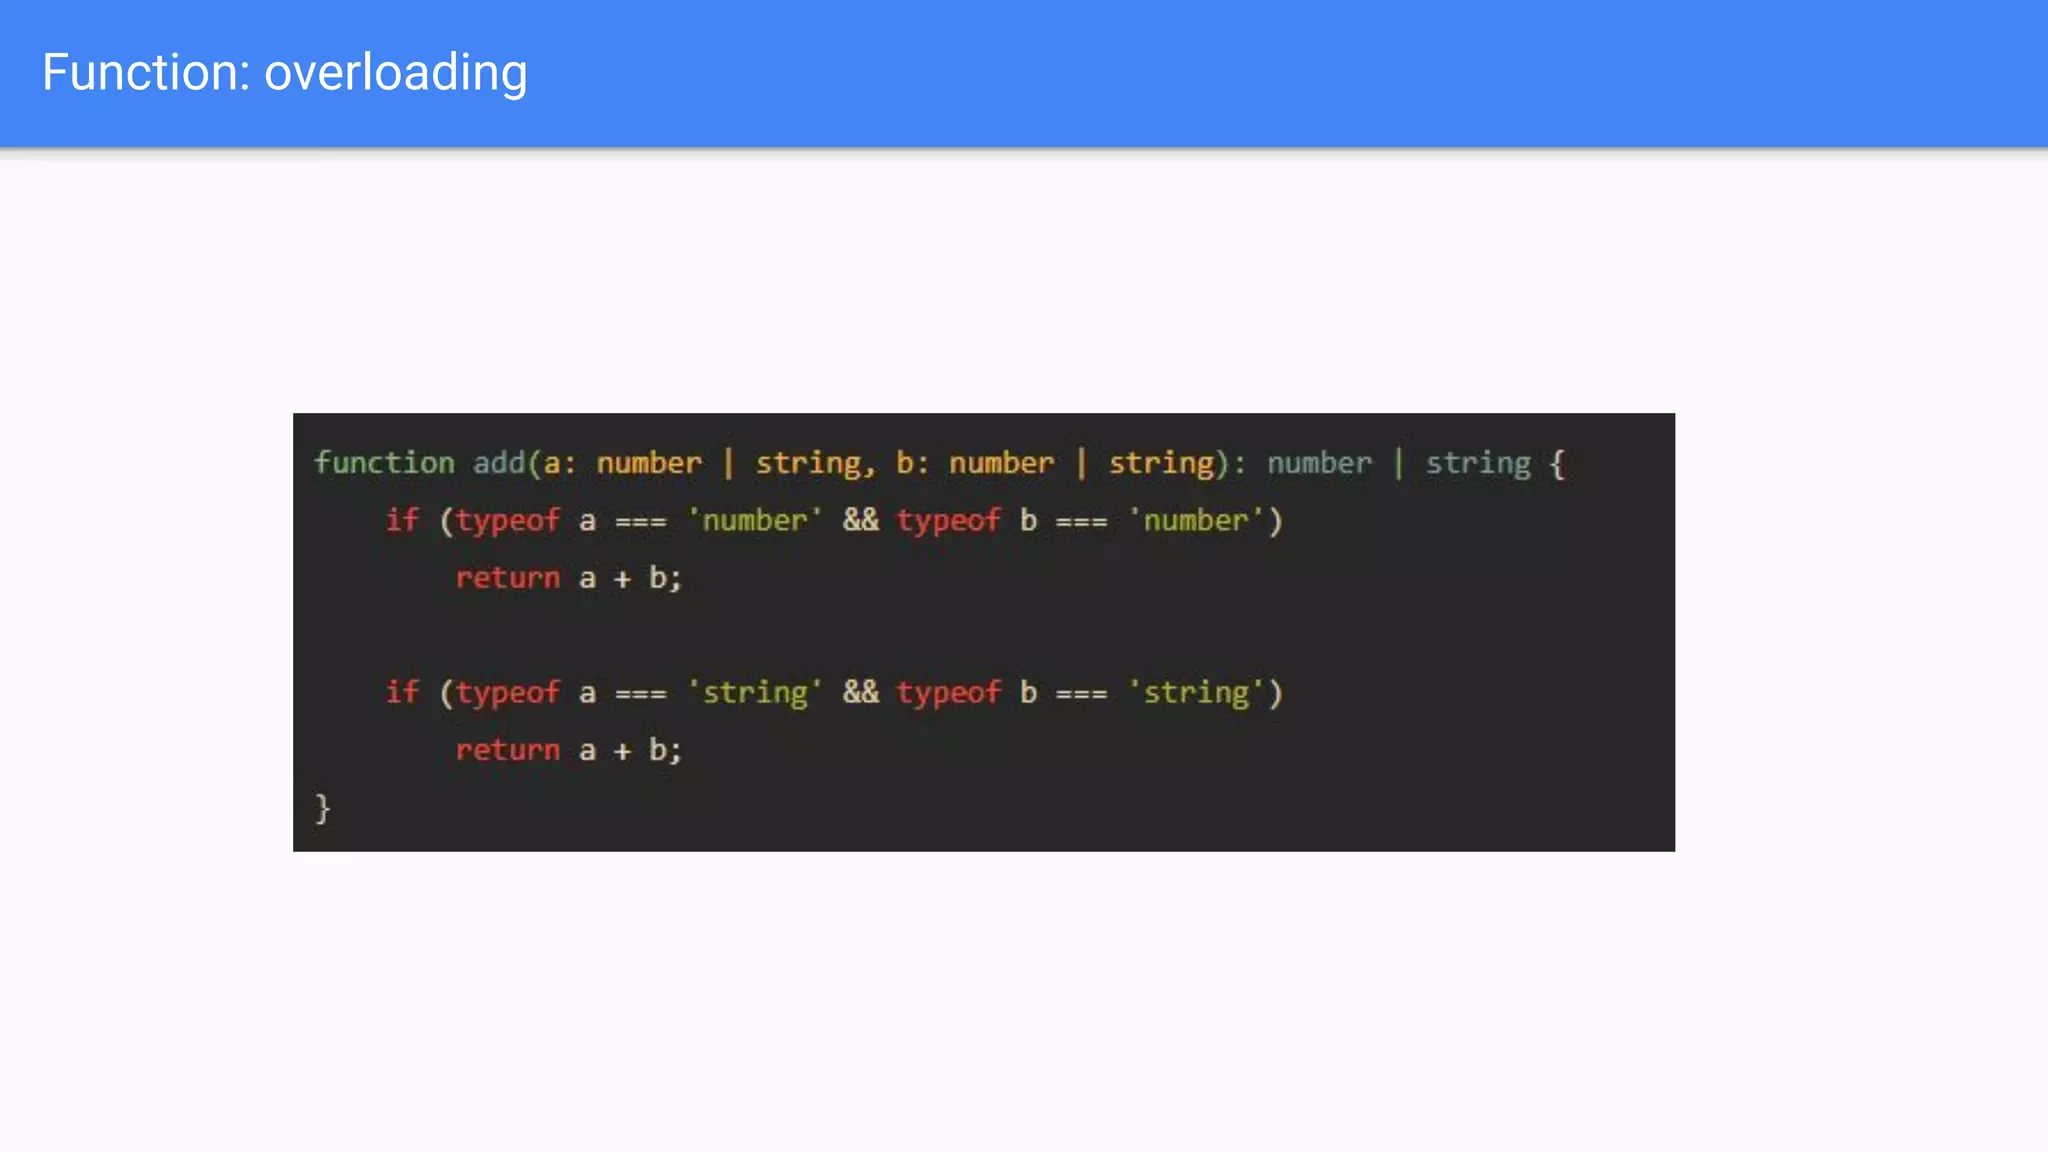 Function: overloading
function add(a: number | string, b: number | string): number | string {
    if (typeof a === 'number' && typeof b === 'number')
        return a + b;
    if (typeof a === 'string' && typeof b === 'string')
        return a + b;
}